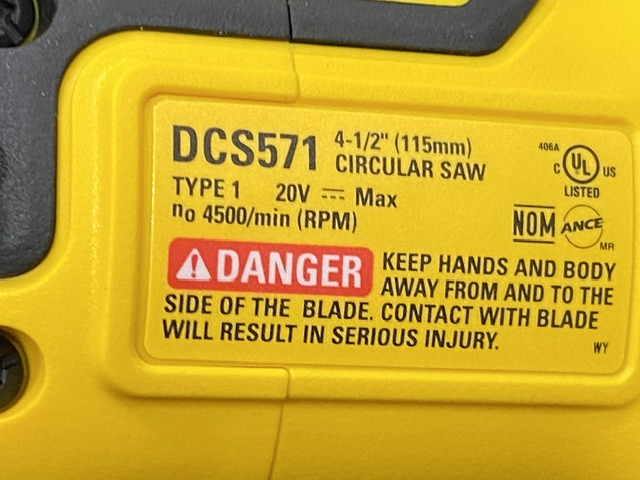 DCS571 4-1/2" (115mm)
CIRCULAR SAW
TYPE 1 20V ⎓ Max
no 4500/min (RPM)
406A
C UL US
LISTED
NOM ANCE
MR
DANGER KEEP HANDS AND BODY
AWAY FROM AND TO THE
SIDE OF THE BLADE. CONTACT WITH BLADE
WILL RESULT IN SERIOUS INJURY.
WY